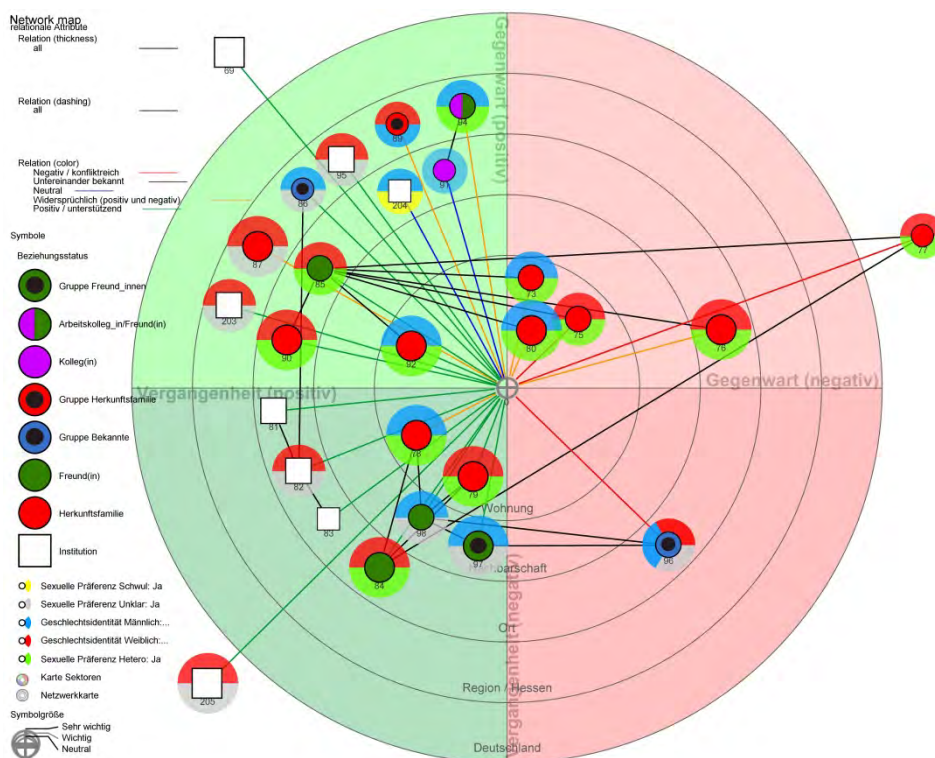 Network map
relationale Attribute
Relation (thickness)
all
Relation (dashing)
all
Relation (color)
Negativ / konfliktreich
Untereinander bekannt
Neutral
Widersprüchlich (positiv und negativ)
Positiv / unterstützend
Symbole
Beziehungsstatus
Gruppe Freund_innen
Arbeitskolleg_in/Freund(in)
Kolleg(in)
Gruppe Herkunftsfamilie
Gruppe Bekannte
Freund(in)
Herkunftsfamilie
Institution
Sexuelle Präferenz Schwul: Ja
Sexuelle Präferenz Unklar: Ja
Geschlechtsidentität Männlich:...
Geschlechtsidentität Weiblich:...
Sexuelle Präferenz Hetero: Ja
Karte Sektoren
Netzwerkkarte
Symbolgröße
Sehr wichtig
Wichtig
Neutral
Gegenwart (positiv)
Gegenwart (negativ)
Vergangenheit (positiv)
Vergangenheit (negativ)
Wohnung
Ort
Region / Hessen
Deutschland
69
94
89
95
91
86
204
87
85
77
203
73
75
80
76
90
92
81
78
82
79
83
98
97
96
84
205